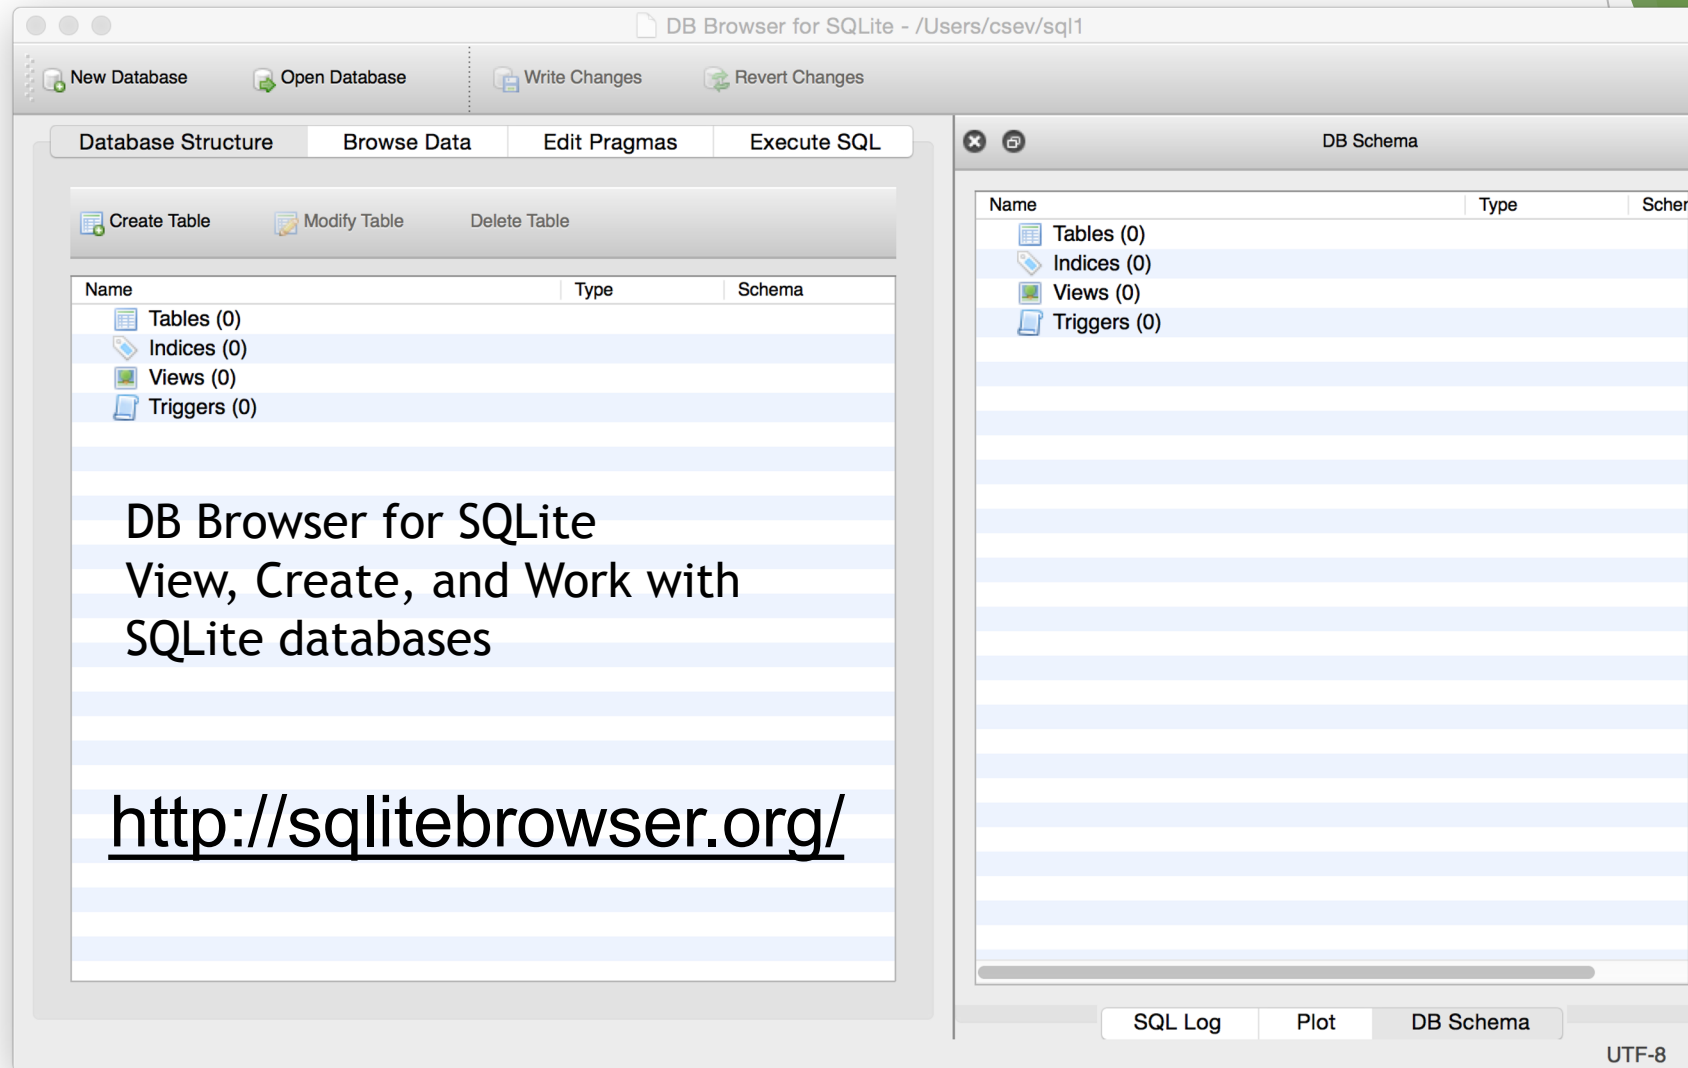 DB Browser for SQLite - /Users/csev/sql1
New Database Open Database Write Changes Revert Changes
Database Structure Browse Data Edit Pragmas Execute SQL
Create Table Modify Table Delete Table
Name Type Schema
Tables (0)
Indices (0)
Views (0)
Triggers (0)
DB Browser for SQLite
View, Create, and Work with
SQLite databases
http://sqlitebrowser.org/
DB Schema
Name Type Schem
Tables (0)
Indices (0)
Views (0)
Triggers (0)
SQL Log Plot DB Schema
UTF-8